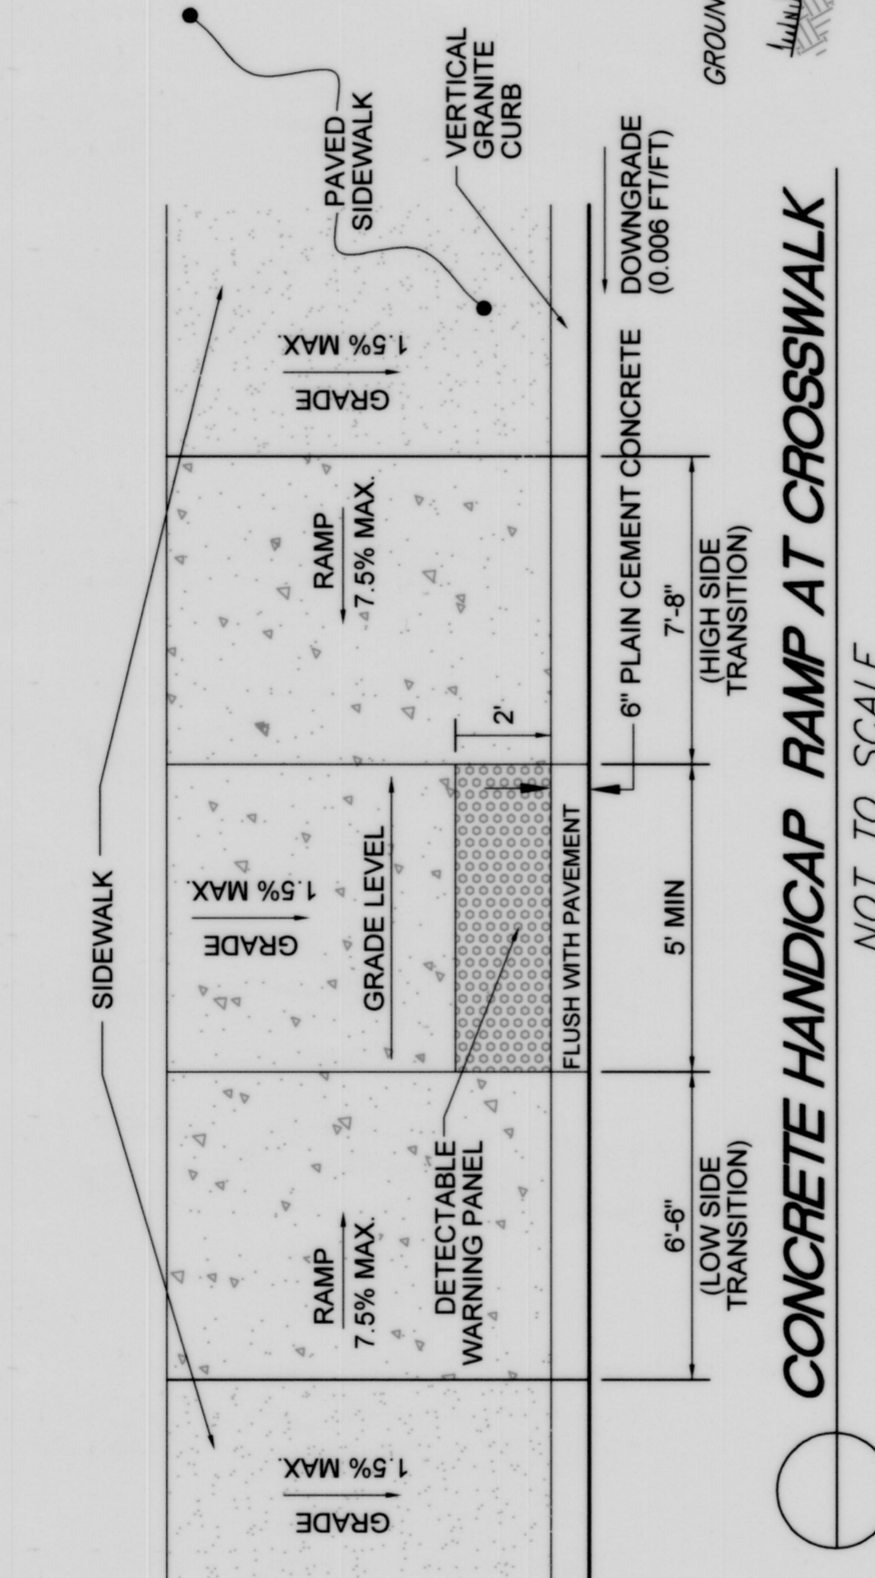 SIDEWALK
PAVED
SIDEWALK
VERTICAL
GRANITE
CURB
GRADE
1.5% MAX.
RAMP
7.5% MAX.
GRADE
1.5% MAX.
GRADE LEVEL
RAMP
7.5% MAX.
GRADE
1.5% MAX.
DETECTABLE
WARNING PANEL
2'
FLUSH WITH PAVEMENT
6" PLAIN CEMENT CONCRETE
DOWNGRADE
(0.006 FT/FT)
6'-6"
(LOW SIDE
TRANSITION)
5' MIN
7'-8"
(HIGH SIDE
TRANSITION)
CONCRETE HANDICAP RAMP AT CROSSWALK
NOT TO SCALE